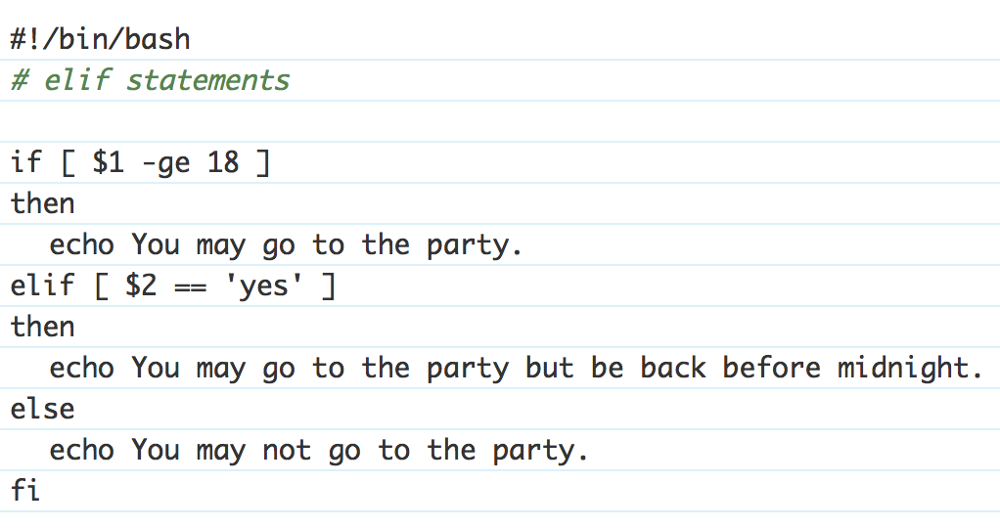 #!/bin/bash
# elif statements
if [ $1 -ge 18 ]
then
echo You may go to the party.
elif [ $2 == 'yes' ]
then
echo You may go to the party but be back before midnight.
else
echo You may not go to the party.
fi